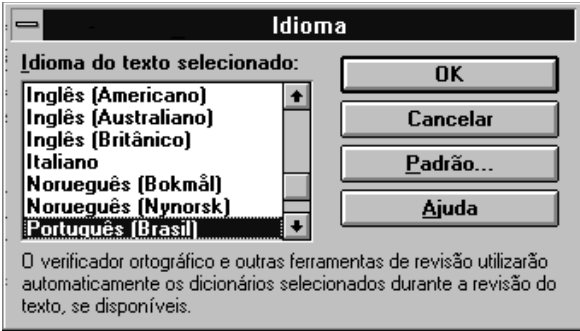 Idioma
Idioma do texto selecionado:
Inglês (Americano)
Inglês (Australiano)
Inglês (Britânico)
Italiano
Norueguês (Bokmål)
Norueguês (Nynorsk)
Português (Brasil)
OK
Cancelar
Padrão...
Ajuda
O verificador ortográfico e outras ferramentas de revisão utilizarão
automaticamente os dicionários selecionados durante a revisão do
texto, se disponíveis.